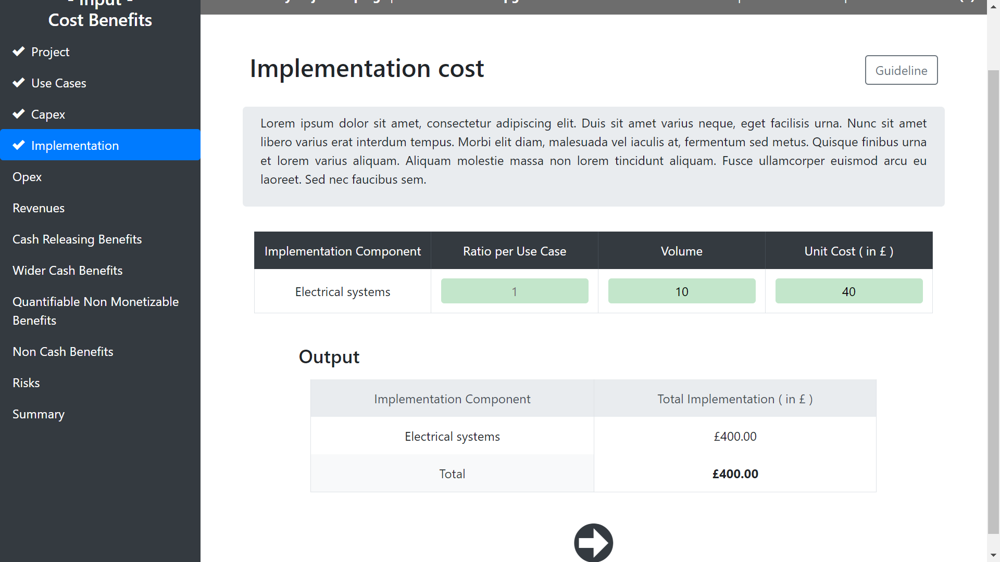 - Input -
Cost Benefits
Project
Use Cases
Capex
Implementation
Opex
Revenues
Cash Releasing Benefits
Wider Cash Benefits
Quantifiable Non Monetizable
Benefits
Non Cash Benefits
Risks
Summary
Implementation cost
Guideline
Lorem ipsum dolor sit amet, consectetur adipiscing elit. Duis sit amet varius neque, eget facilisis urna. Nunc sit amet
libero varius erat interdum tempus. Morbi elit diam, malesuada vel iaculis at, fermentum sed metus. Quisque finibus urna
et lorem varius aliquam. Aliquam molestie massa non lorem tincidunt aliquam. Fusce ullamcorper euismod arcu eu
laoreet. Sed nec faucibus sem.
Implementation Component Ratio per Use Case Volume Unit Cost ( in £ )
Electrical systems 1 10 40
Output
Implementation Component Total Implementation ( in £ )
Electrical systems £400.00
Total £400.00